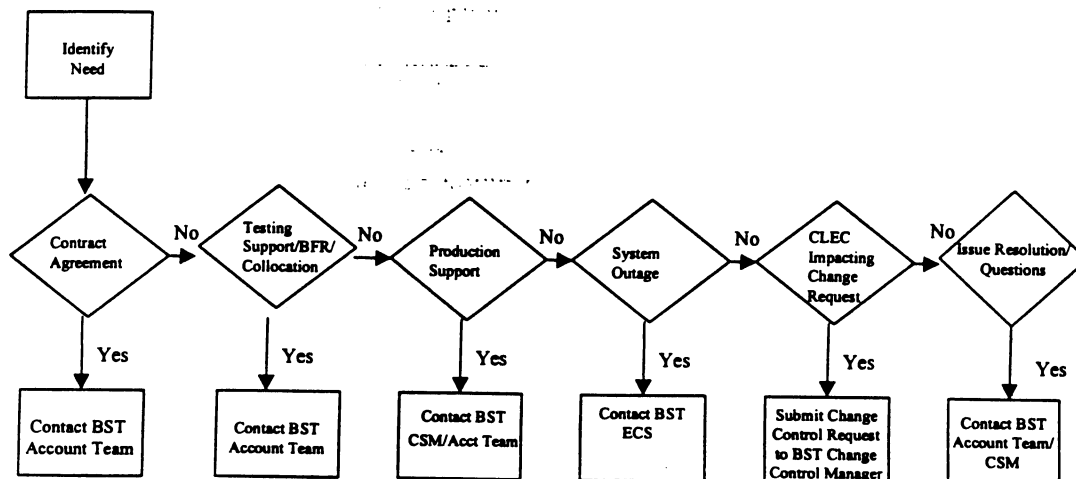 Identify
Need
Contract
Agreement
No
Testing
Support/BFR/
Collocation
No
Production
Support
No
System
Outage
No
CLEC
Impacting
Change
Request
No
Issue Resolution/
Questions
Yes
Yes
Yes
Yes
Yes
Yes
Contact BST
Account Team
Contact BST
Account Team
Contact BST
CSM/Acct Team
Contact BST
ECS
Submit Change
Control Request
to BST Change
Control Manager
Contact BST
Account Team/
CSM